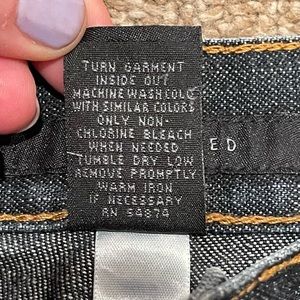 TURN GARMENT
INSIDE OUT
MACHINE WASH COLD
WITH SIMILAR COLORS
ONLY NON-
CHLORINE BLEACH
WHEN NEEDED
TUMBLE DRY LOW
REMOVE PROMPTLY
WARM IRON
IF NECESSARY
RN 54874
ED